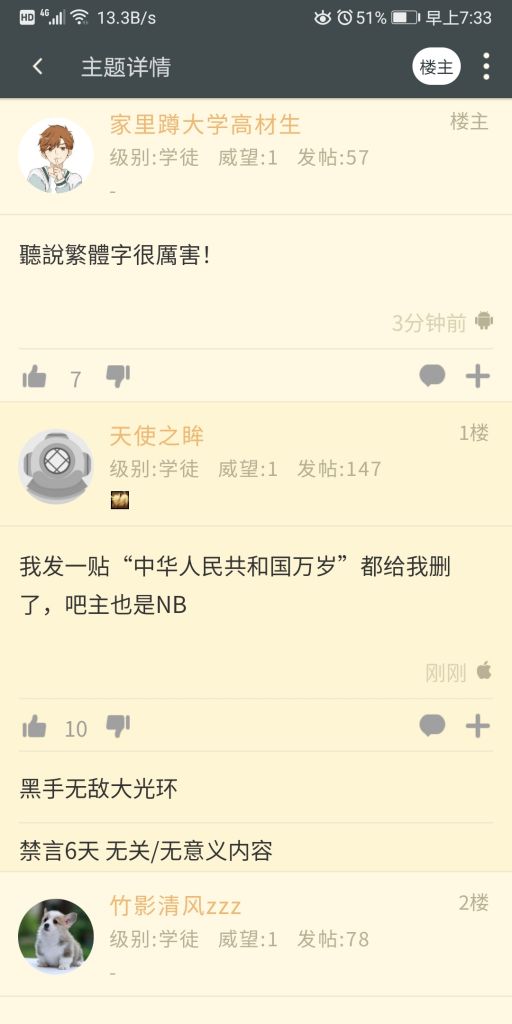 HD 4G 13.3B/s 51% 早上7:33
主题详情 楼主
家里蹲大学高材生 楼主
级别:学徒 威望:1 发帖:57
-
聽說繁體字很厲害!
3分钟前
7
天使之眸 1楼
级别:学徒 威望:1 发帖:147
我发一贴“中华人民共和国万岁”都给我删
了，吧主也是NB
刚刚
10
黑手无敌大光环
禁言6天 无关/无意义内容
竹影清风zzz 2楼
级别:学徒 威望:1 发帖:78
-